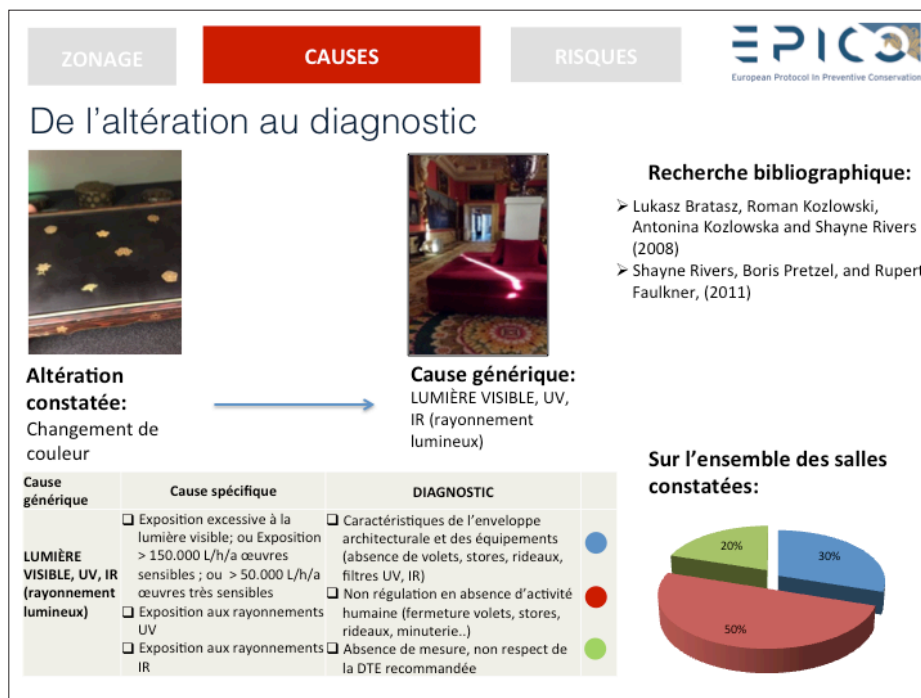 ZONAGE
CAUSES
RISQUES
EPICO
European Protocol In Preventive Conservation
De l'altération au diagnostic
Recherche bibliographique:
➢ Lukasz Bratasz, Roman Kozlowski,
Antonina Kozlowska and Shayne Rivers
(2008)
➢ Shayne Rivers, Boris Pretzel, and Rupert
Faulkner, (2011)
Altération
constatée:
Changement de
couleur
Cause générique:
LUMIÈRE VISIBLE, UV,
IR (rayonnement
lumineux)
Sur l'ensemble des salles
constatées:
Cause
générique
Cause spécifique
DIAGNOSTIC
LUMIÈRE
VISIBLE, UV, IR
(rayonnement
lumineux)
❑ Exposition excessive à la
lumière visible; ou Exposition
> 150.000 L/h/a œuvres
sensibles ; ou > 50.000 L/h/a
œuvres très sensibles
❑ Exposition aux rayonnements
UV
❑ Exposition aux rayonnements
IR
❑ Caractéristiques de l'enveloppe
architecturale et des équipements
(absence de volets, stores, rideaux,
filtres UV, IR)
❑ Non régulation en absence d'activité
humaine (fermeture volets, stores,
rideaux, minuterie..)
❑ Absence de mesure, non respect de
la DTE recommandée
20%
30%
50%